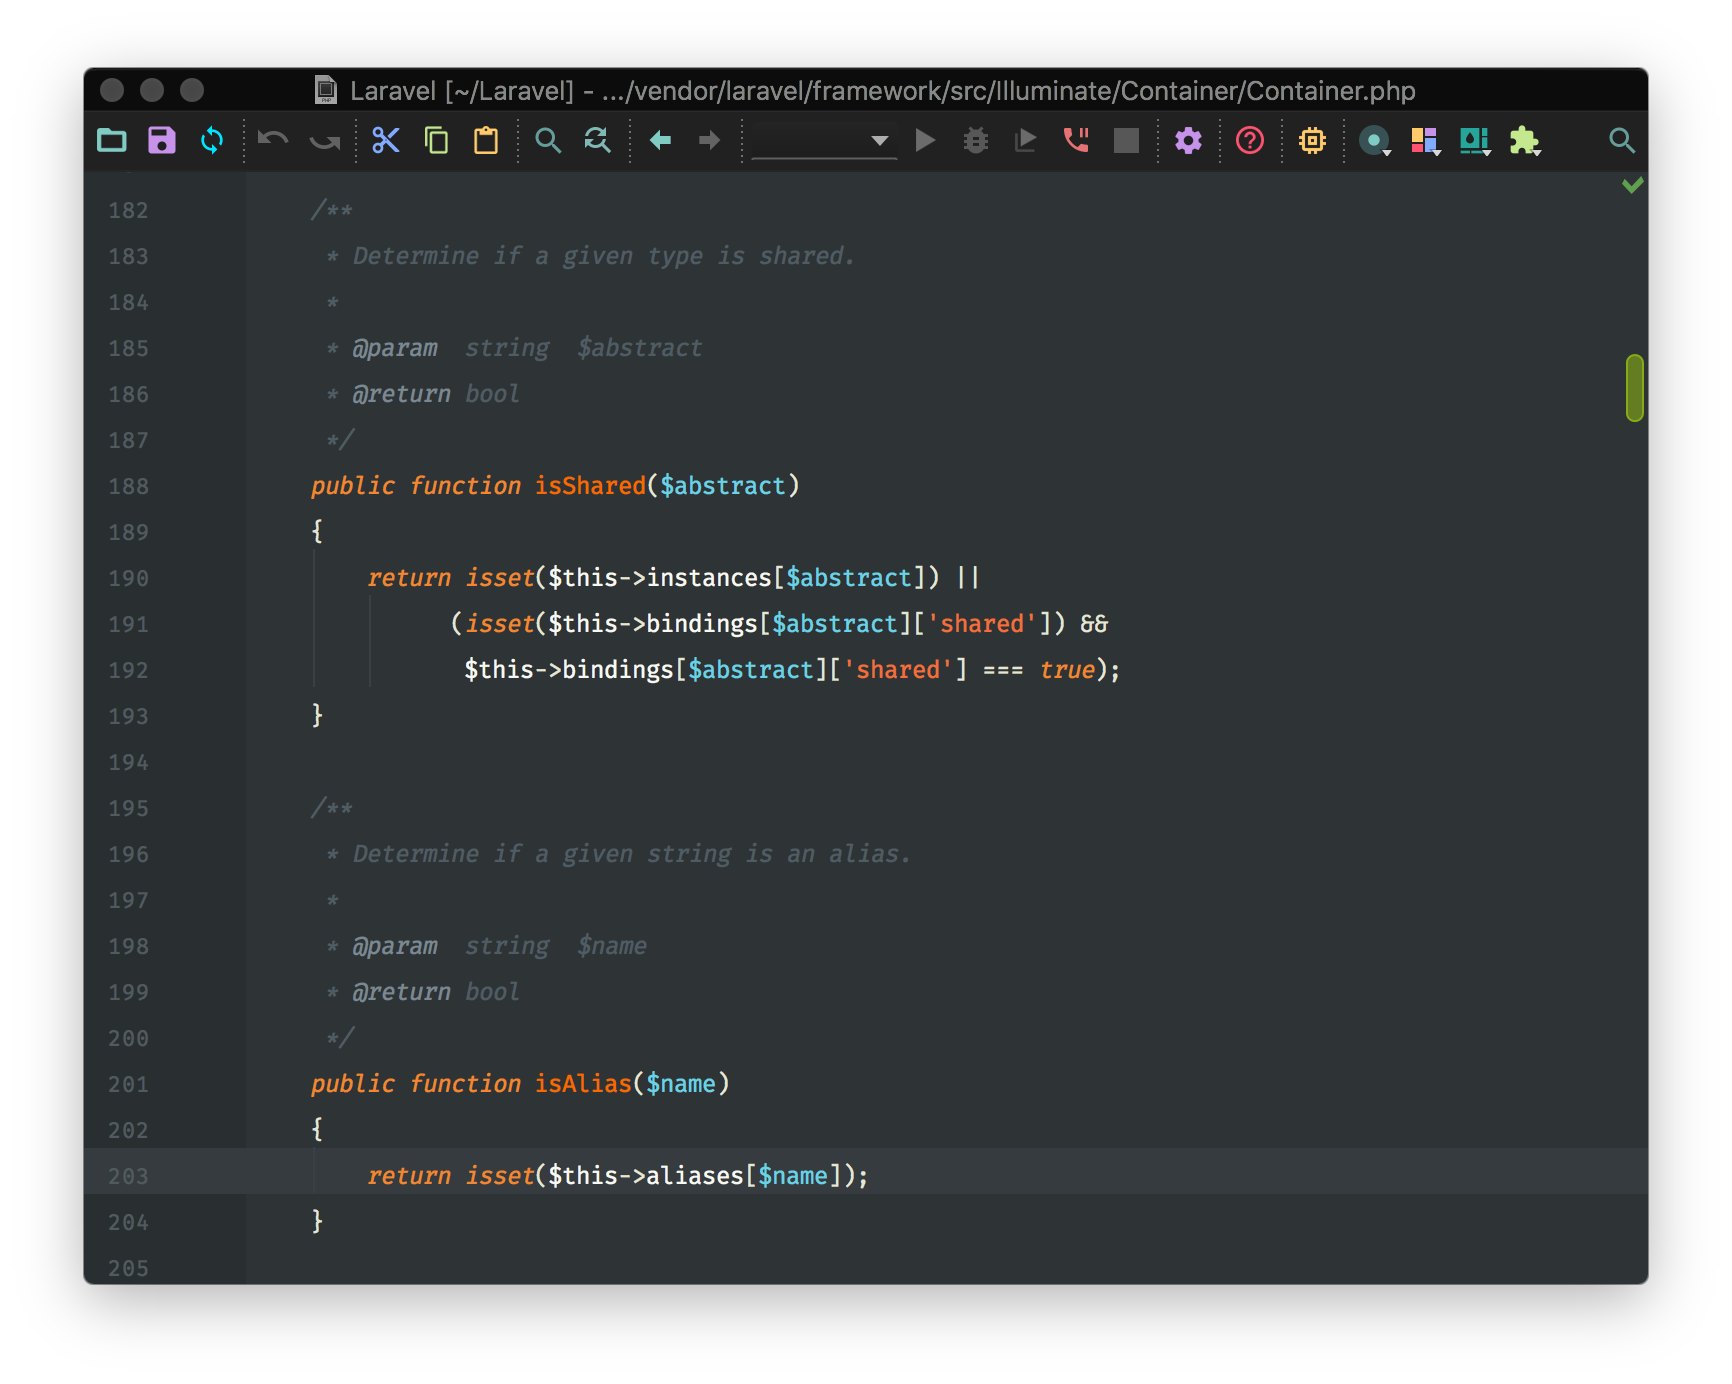 Laravel [~/Laravel] - .../vendor/laravel/framework/src/Illuminate/Container/Container.php
182 /**
183 * Determine if a given type is shared.
184 *
185 * @param  string  $abstract
186 * @return bool
187 */
188 public function isShared($abstract)
189 {
190 return isset($this->instances[$abstract]) ||
191 (isset($this->bindings[$abstract]['shared']) &&
192 $this->bindings[$abstract]['shared'] === true);
193 }
194
195 /**
196 * Determine if a given string is an alias.
197 *
198 * @param  string  $name
199 * @return bool
200 */
201 public function isAlias($name)
202 {
203 return isset($this->aliases[$name]);
204 }
205